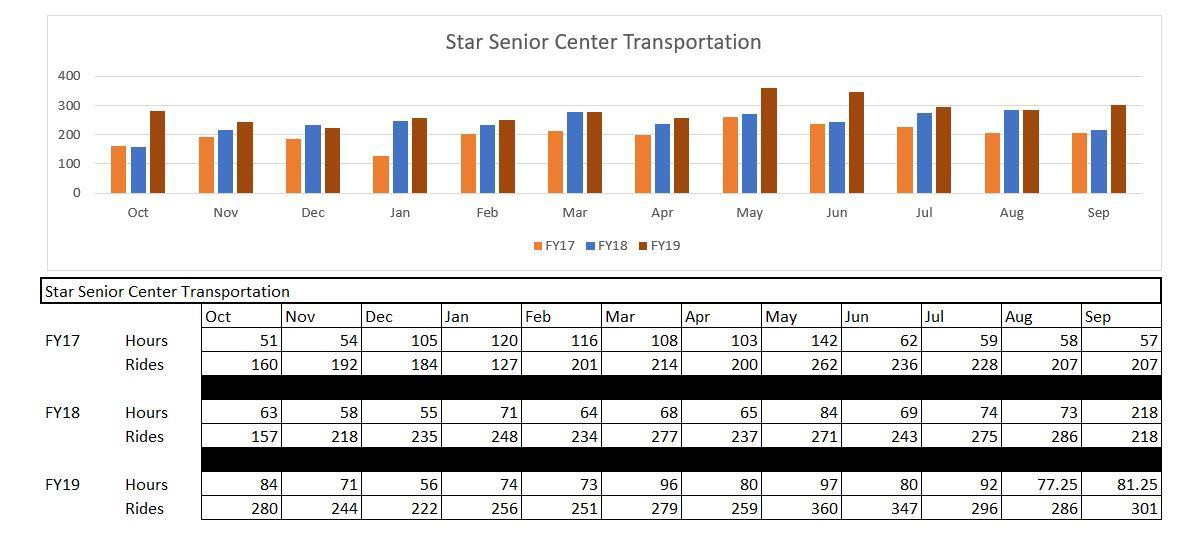 Star Senior Center Transportation
400
300
200
100
0
Oct Nov Dec Jan Feb Mar Apr May Jun Jul Aug Sep
FY17 FY18 FY19
Star Senior Center Transportation
Oct Nov Dec Jan Feb Mar Apr May Jun Jul Aug Sep
FY17 Hours 51 54 105 120 116 108 103 142 62 59 58 57
Rides 160 192 184 127 201 214 200 262 236 228 207 207
FY18 Hours 63 58 55 71 64 68 65 84 69 74 73 218
Rides 157 218 235 248 234 277 237 271 243 275 286 218
FY19 Hours 84 71 56 74 73 96 80 97 80 92 77.25 81.25
Rides 280 244 222 256 251 279 259 360 347 296 286 301